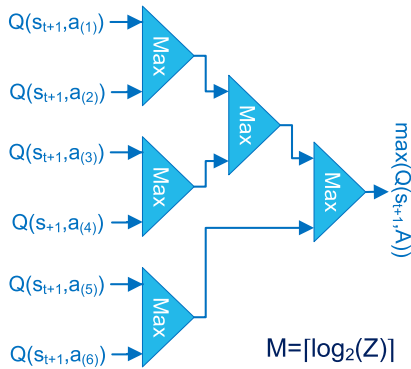 Q(st+1,a(1))
Max
Q(st+1,a(2))
Max
Q(st+1,a(3))
Max
Q(s+1,a(4))
Max
max(Q(st+1,A))
Q(st+1,a(5))
Max
Q(st+1,a(6))
M=⌈log2(Z)⌉